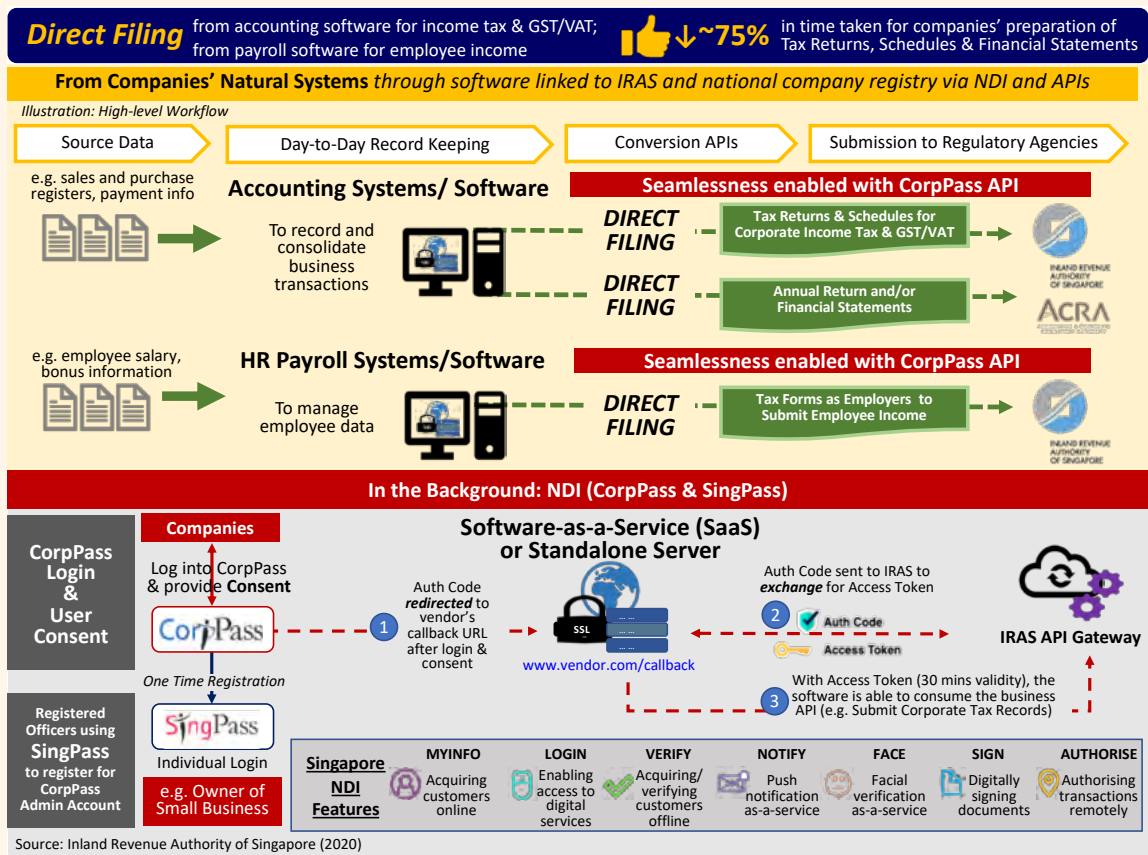 Direct Filing
from accounting software for income tax & GST/VAT;
from payroll software for employee income
~75%
in time taken for companies' preparation of
Tax Returns, Schedules & Financial Statements
From Companies' Natural Systems through software linked to IRAS and national company registry via NDI and APIs
Illustration: High-level Workflow
Source Data
Day-to-Day Record Keeping
Conversion APIs
Submission to Regulatory Agencies
e.g. sales and purchase
registers, payment info
Accounting Systems/ Software
To record and
consolidate
business
transactions
Seamlessness enabled with CorpPass API
DIRECT
FILING
Tax Returns & Schedules for
Corporate Income Tax & GST/VAT
INLAND REVENUE
AUTHORITY
OF SINGAPORE
DIRECT
FILING
Annual Return and/or
Financial Statements
ACRA
e.g. employee salary,
bonus information
HR Payroll Systems/Software
To manage
employee data
Seamlessness enabled with CorpPass API
DIRECT
FILING
Tax Forms as Employers to
Submit Employee Income
INLAND REVENUE
AUTHORITY
OF SINGAPORE
In the Background: NDI (CorpPass & SingPass)
CorpPass
Login
&
User
Consent
Companies
Log into CorpPass
& provide Consent
CorpPass
One Time Registration
Software-as-a-Service (SaaS)
or Standalone Server
1
Auth Code
redirected to
vendor's
callback URL
after login &
consent
SSL
... ...
... ...
... ...
www.vendor.com/callback
Auth Code sent to IRAS to
exchange for Access Token
2
Auth Code
Access Token
IRAS API Gateway
3
With Access Token (30 mins validity), the
software is able to consume the business
API (e.g. Submit Corporate Tax Records)
Registered
Officers using
SingPass
to register for
CorpPass
Admin Account
SingPass
Individual Login
e.g. Owner of
Small Business
Singapore
NDI
Features
MYINFO
Acquiring
customers
online
LOGIN
Enabling
access to
digital
services
VERIFY
Acquiring/
verifying
customers
offline
NOTIFY
Push
notification
as-a-service
FACE
Facial
verification
as-a-service
SIGN
Digitally
signing
documents
AUTHORISE
Authorising
transactions
remotely
Source: Inland Revenue Authority of Singapore (2020)